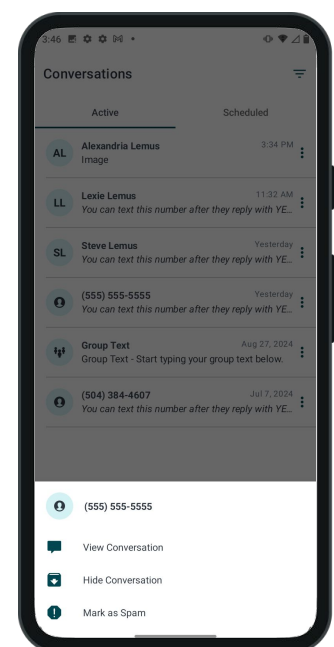 3:46
Conversations
Active Scheduled
AL Alexandria Lemus 3:34 PM
Image
LL Lexie Lemus 11:32 AM
You can text this number after they reply with YE...
SL Steve Lemus Yesterday
You can text this number after they reply with YE...
(555) 555-5555 Yesterday
You can text this number after they reply with YE...
Group Text Aug 27, 2024
Group Text - Start typing your group text below.
(504) 384-4607 Jul 7, 2024
You can text this number after they reply with YE...
(555) 555-5555
View Conversation
Hide Conversation
Mark as Spam